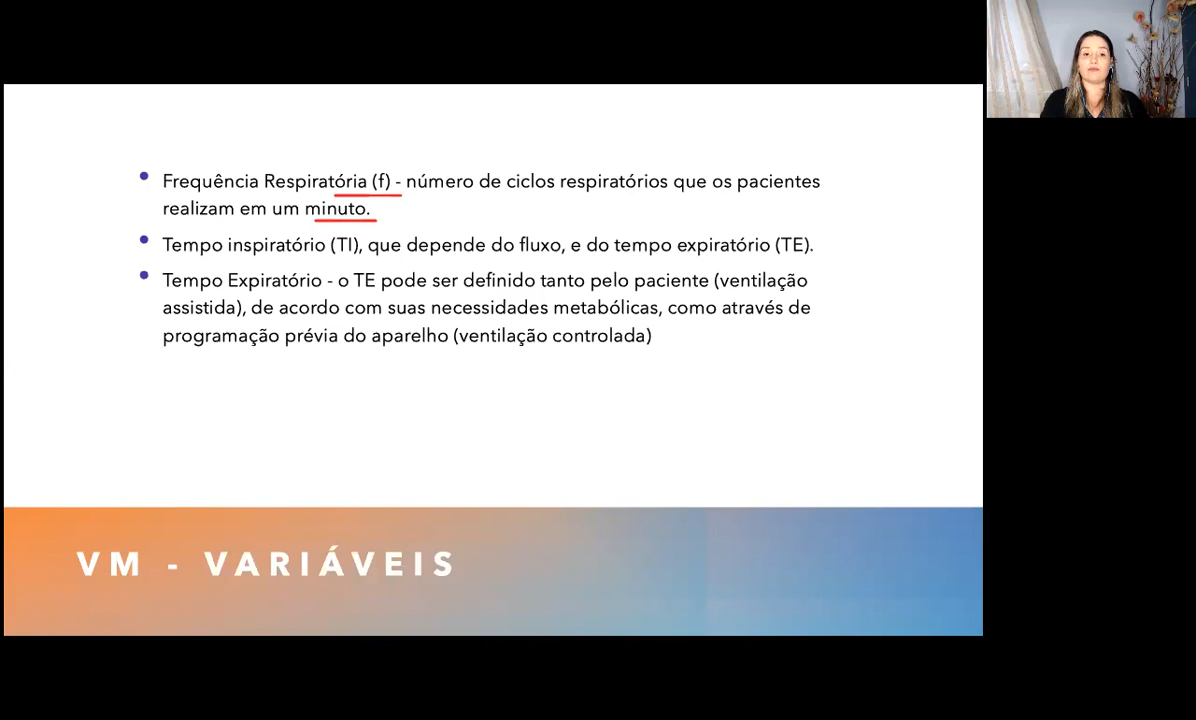 Frequência Respiratória (f) - número de ciclos respiratórios que os pacientes
realizam em um minuto.
Tempo inspiratório (TI), que depende do fluxo, e do tempo expiratório (TE).
Tempo Expiratório - o TE pode ser definido tanto pelo paciente (ventilação
assistida), de acordo com suas necessidades metabólicas, como através de
programação prévia do aparelho (ventilação controlada)
VM - VARIÁVEIS